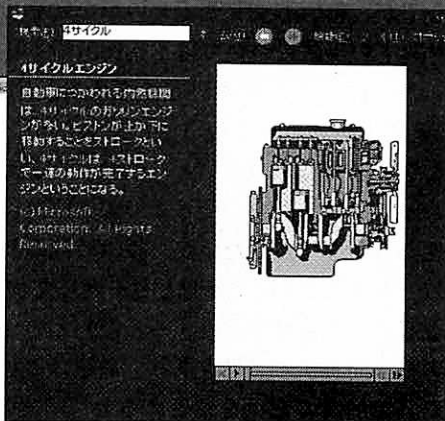 4サイクル
4サイクルエンジン
自動車につかわれる内燃機関
は、4サイクルのガソリンエンジ
ンが多い。ピストンが上か下に
移動することをストロークとい
い、4サイクルは、4ストローク
で一連の動作が完了するエン
ジンということになる。
(c) Microsoft
Corporation. All Rights
Reserved.